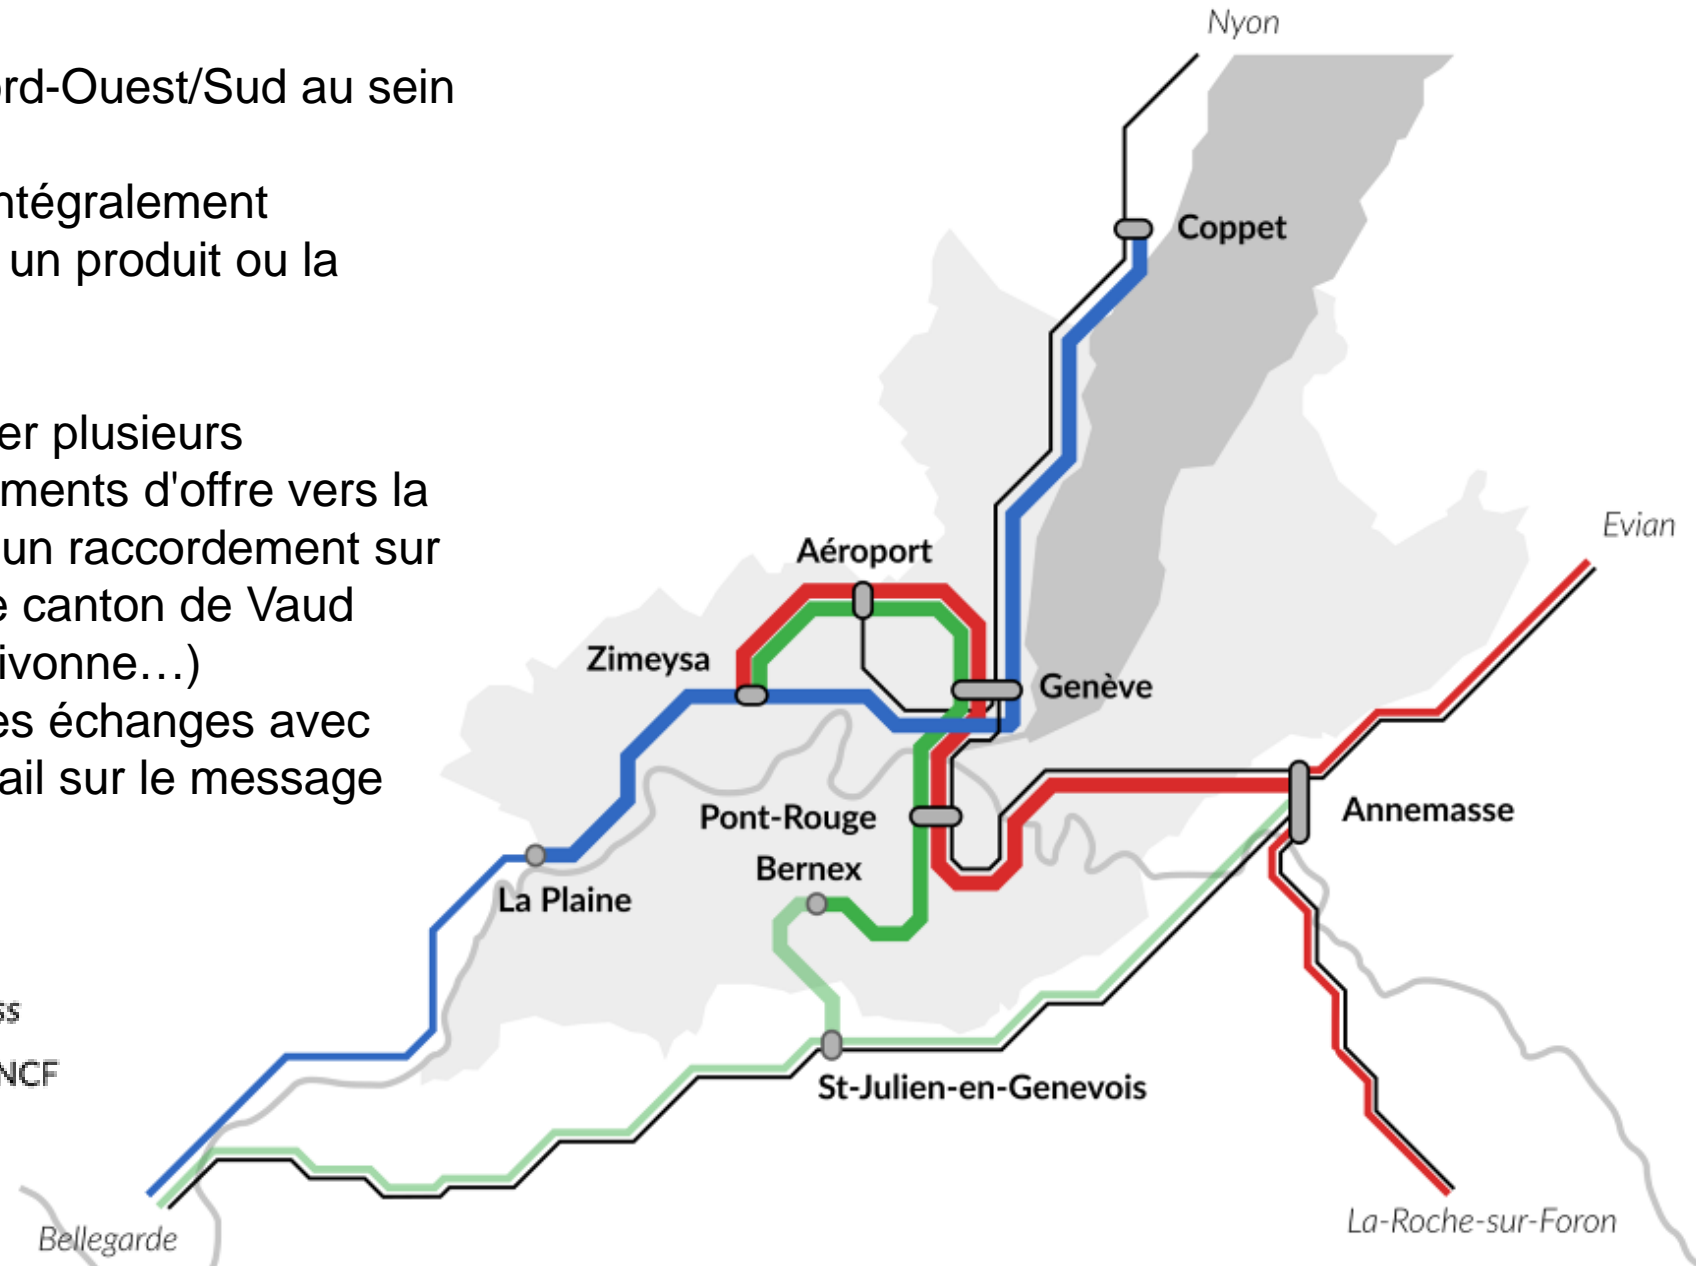 ord-Ouest/Sud au sein
ntégralement
un produit ou la
er plusieurs
ments d'offre vers la
un raccordement sur
e canton de Vaud
ivonne…)
es échanges avec
ail sur le message
ss
NCF
Nyon
Coppet
Evian
Aéroport
Zimeysa
Genève
Pont-Rouge
Annemasse
Bernex
La Plaine
St-Julien-en-Genevois
La-Roche-sur-Foron
Bellegarde